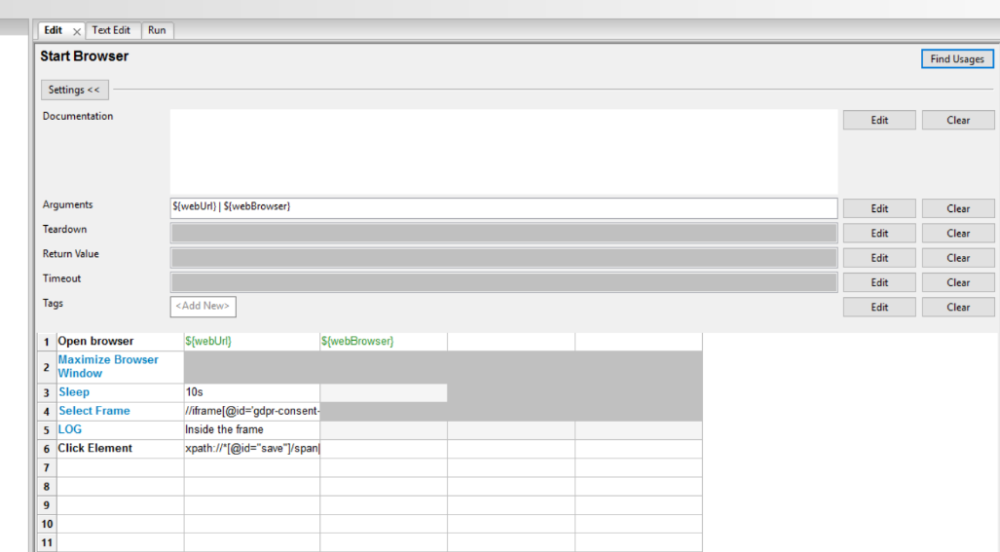 Edit Text Edit Run
Start Browser
Find Usages
Settings <<
Documentation
Edit Clear
Arguments ${webUrl} | ${webBrowser} Edit Clear
Teardown Edit Clear
Return Value Edit Clear
Timeout Edit Clear
Tags <Add New> Edit Clear
1 Open browser ${webUrl} ${webBrowser}
2 Maximize Browser
Window
3 Sleep 10s
4 Select Frame //iframe[@id='gdpr-consent-
5 LOG Inside the frame
6 Click Element xpath://*[@id="save"]/span[
7
8
9
10
11